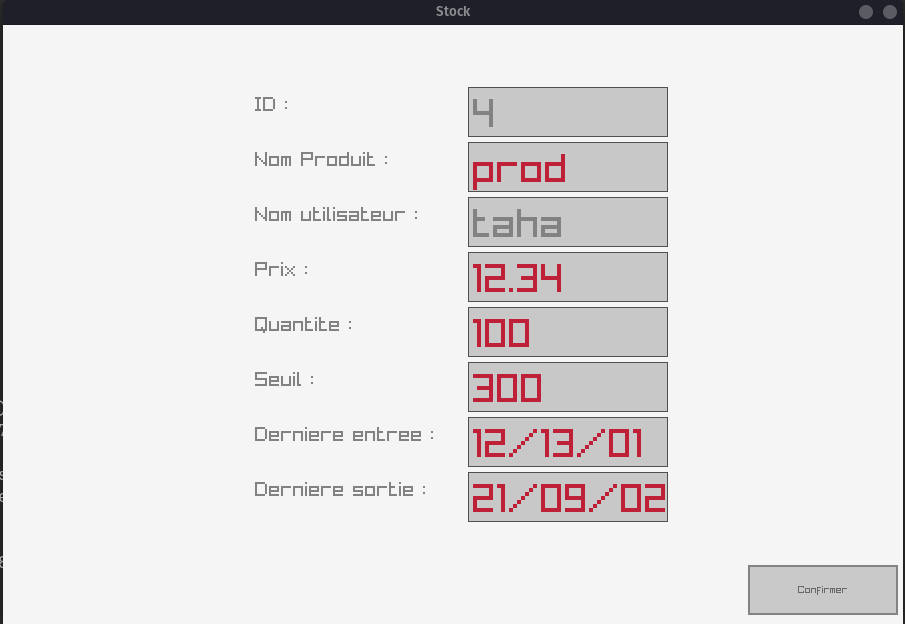 Stock
ID : 4
Nom Produit : prod
Nom utilisateur : taha
Prix : 12.34
Quantite : 100
Seuil : 300
Derniere entree : 12/13/01
Derniere sortie : 21/09/02
Confirmer